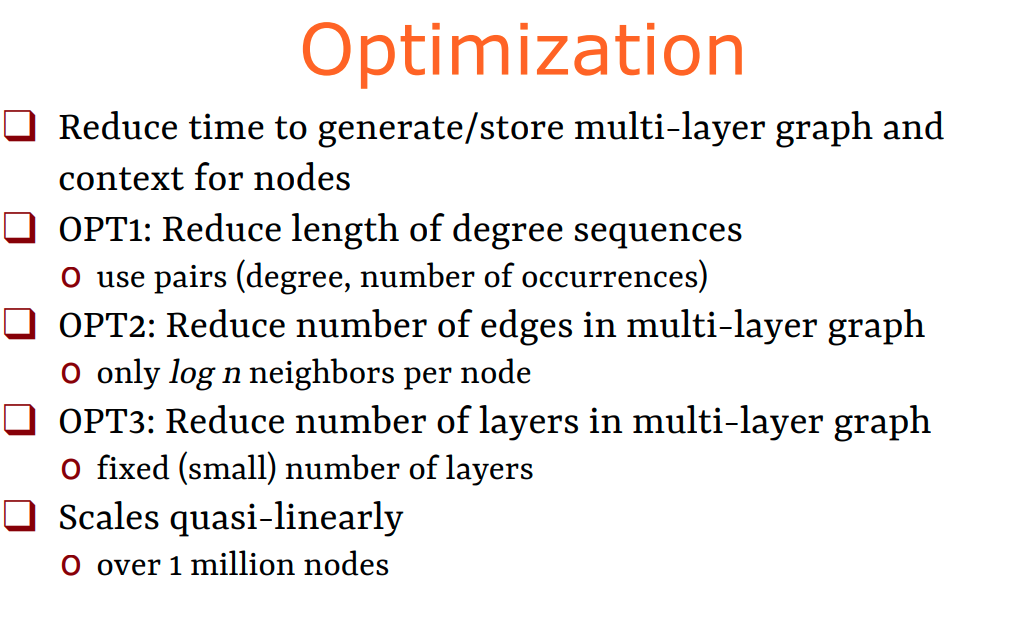 Optimization
❑ Reduce time to generate/store multi-layer graph and
context for nodes
❑ OPT1: Reduce length of degree sequences
o use pairs (degree, number of occurrences)
❑ OPT2: Reduce number of edges in multi-layer graph
o only log n neighbors per node
❑ OPT3: Reduce number of layers in multi-layer graph
o fixed (small) number of layers
❑ Scales quasi-linearly
o over 1 million nodes